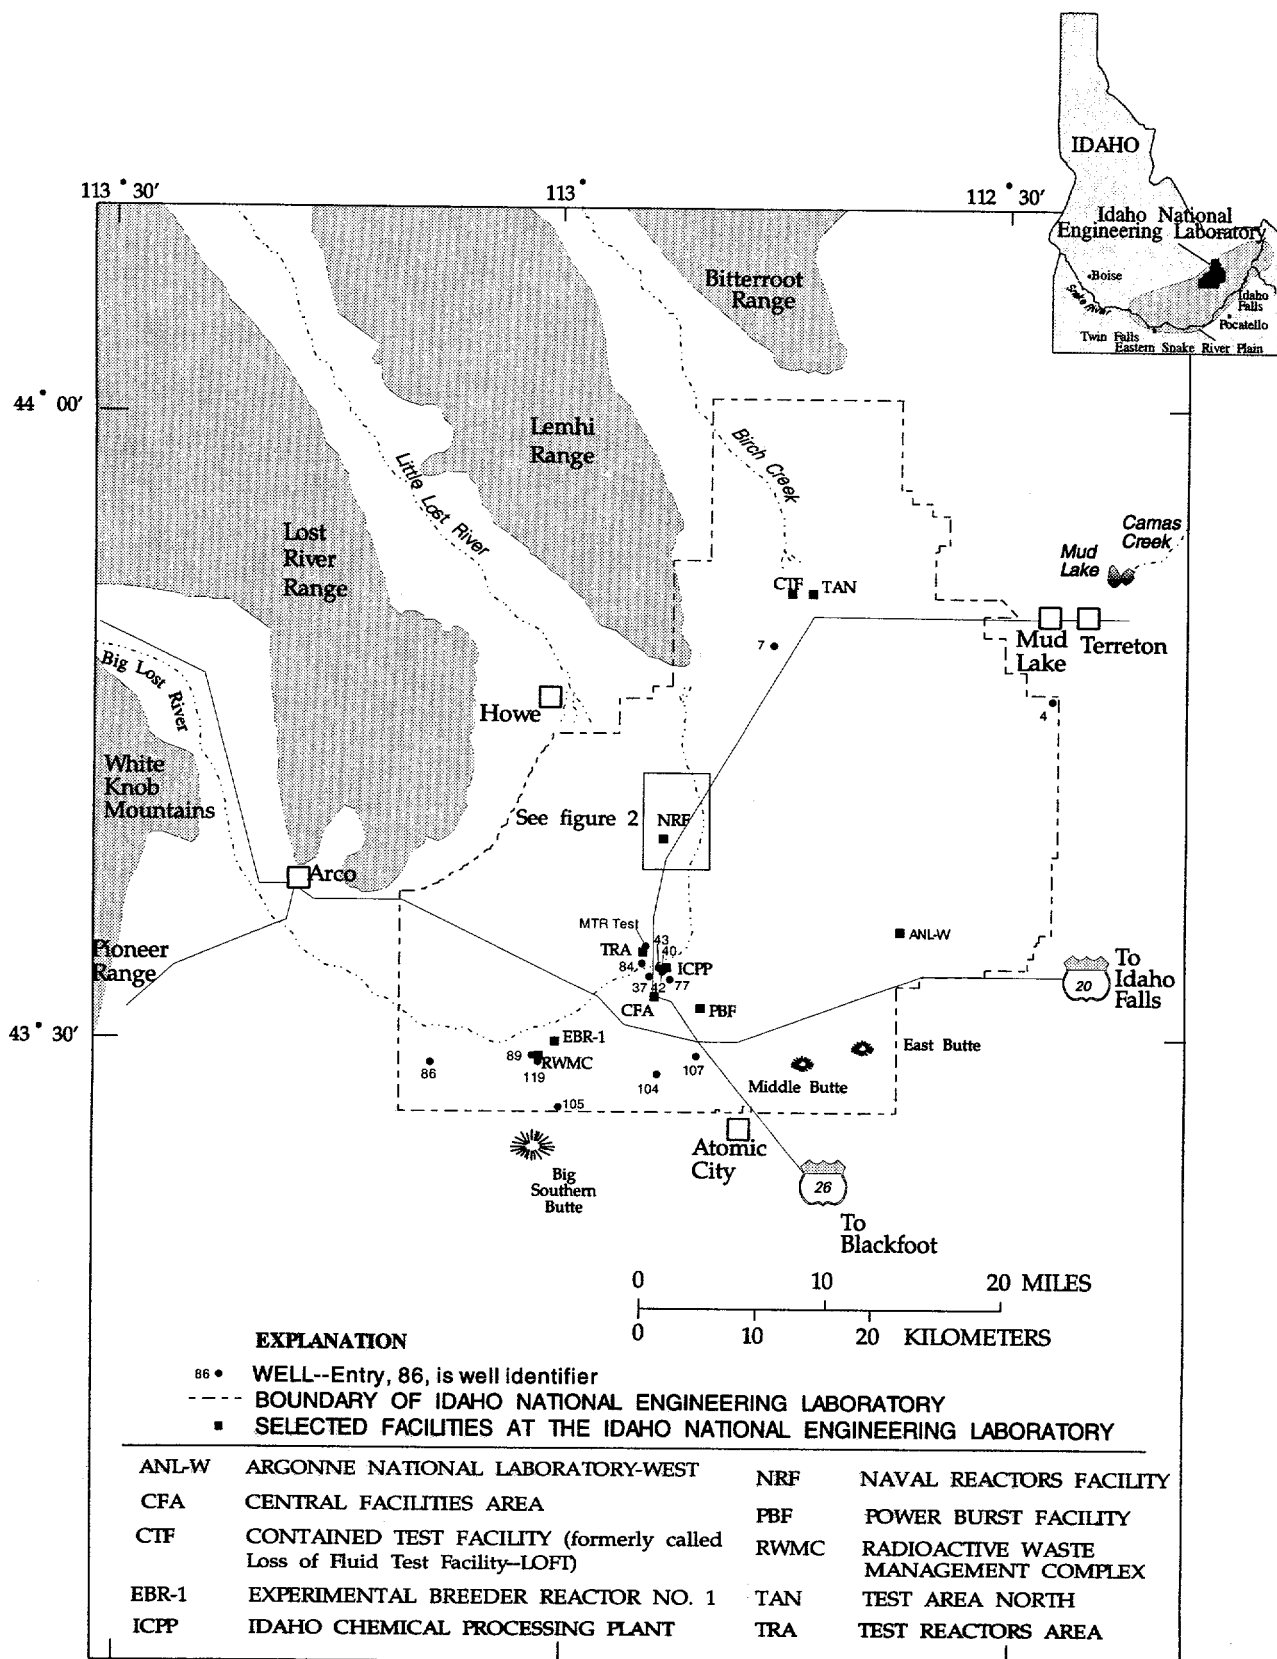 IDAHO
Idaho National
Engineering Laboratory
Boise
Snake River
Idaho
Falls
Pocatello
Twin Falls
Eastern Snake River Plain
113° 30'
113°
112° 30'
44° 00'
43° 30'
Bitterroot
Range
Lemhi
Range
Birch Creek
Little Lost River
Lost
River
Range
Camas
Creek
Mud
Lake
CTF
TAN
7
Mud
Lake
Terreton
4
Big Lost River
Howe
White
Knob
Mountains
See figure 2
NRF
Arco
Pioneer
Range
MTR Test
43
40
TRA
84
ICPP
37
42
77
CFA
PBF
ANL-W
20
To
Idaho
Falls
EBR-1
89
RWMC
119
86
107
104
105
East Butte
Middle Butte
Atomic
City
Big
Southern
Butte
26
To
Blackfoot
0 10 20 MILES
0 10 20 KILOMETERS
EXPLANATION
86 WELL--Entry, 86, is well identifier
BOUNDARY OF IDAHO NATIONAL ENGINEERING LABORATORY
SELECTED FACILITIES AT THE IDAHO NATIONAL ENGINEERING LABORATORY
ANL-W ARGONNE NATIONAL LABORATORY-WEST
CFA CENTRAL FACILITIES AREA
CTF CONTAINED TEST FACILITY (formerly called
Loss of Fluid Test Facility--LOFT)
EBR-1 EXPERIMENTAL BREEDER REACTOR NO. 1
ICPP IDAHO CHEMICAL PROCESSING PLANT
NRF NAVAL REACTORS FACILITY
PBF POWER BURST FACILITY
RWMC RADIOACTIVE WASTE
MANAGEMENT COMPLEX
TAN TEST AREA NORTH
TRA TEST REACTORS AREA